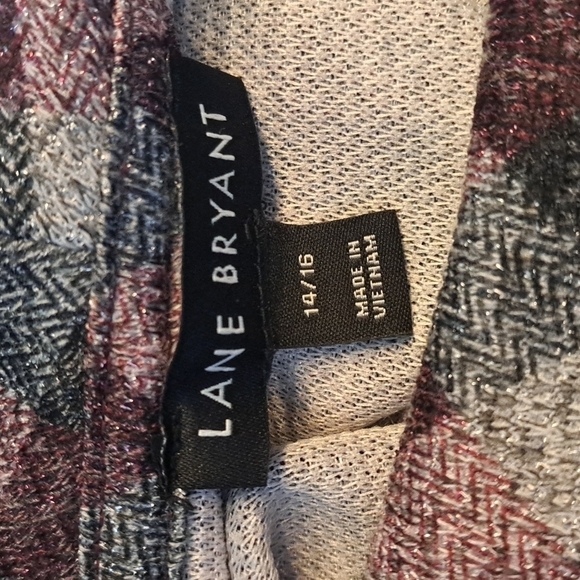 LANE BRYANT
14/16
MADE IN
VIETNAM